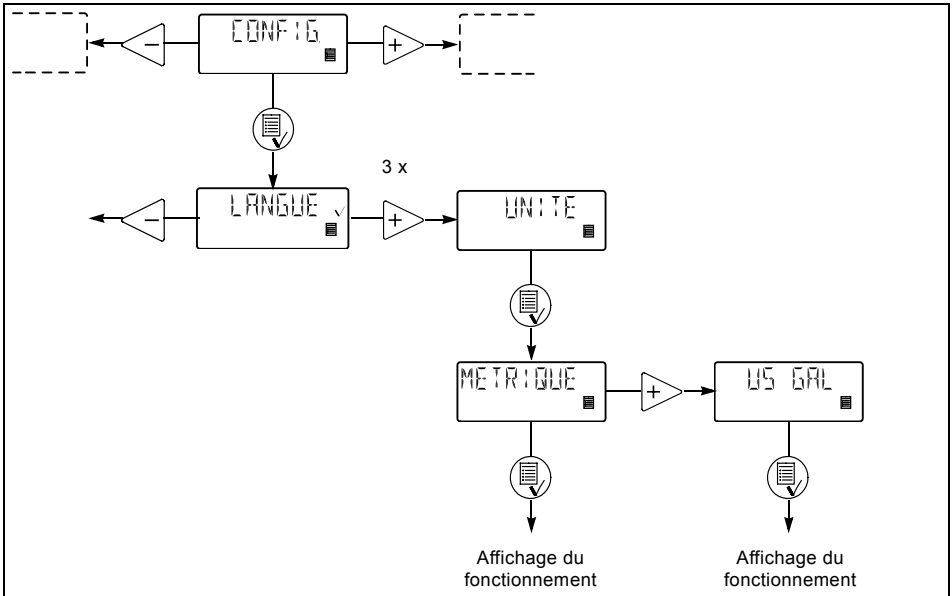 CONFIG
3 x
LANGUE
UNITE
METRIQUE
US GAL
Affichage du
fonctionnement
Affichage du
fonctionnement